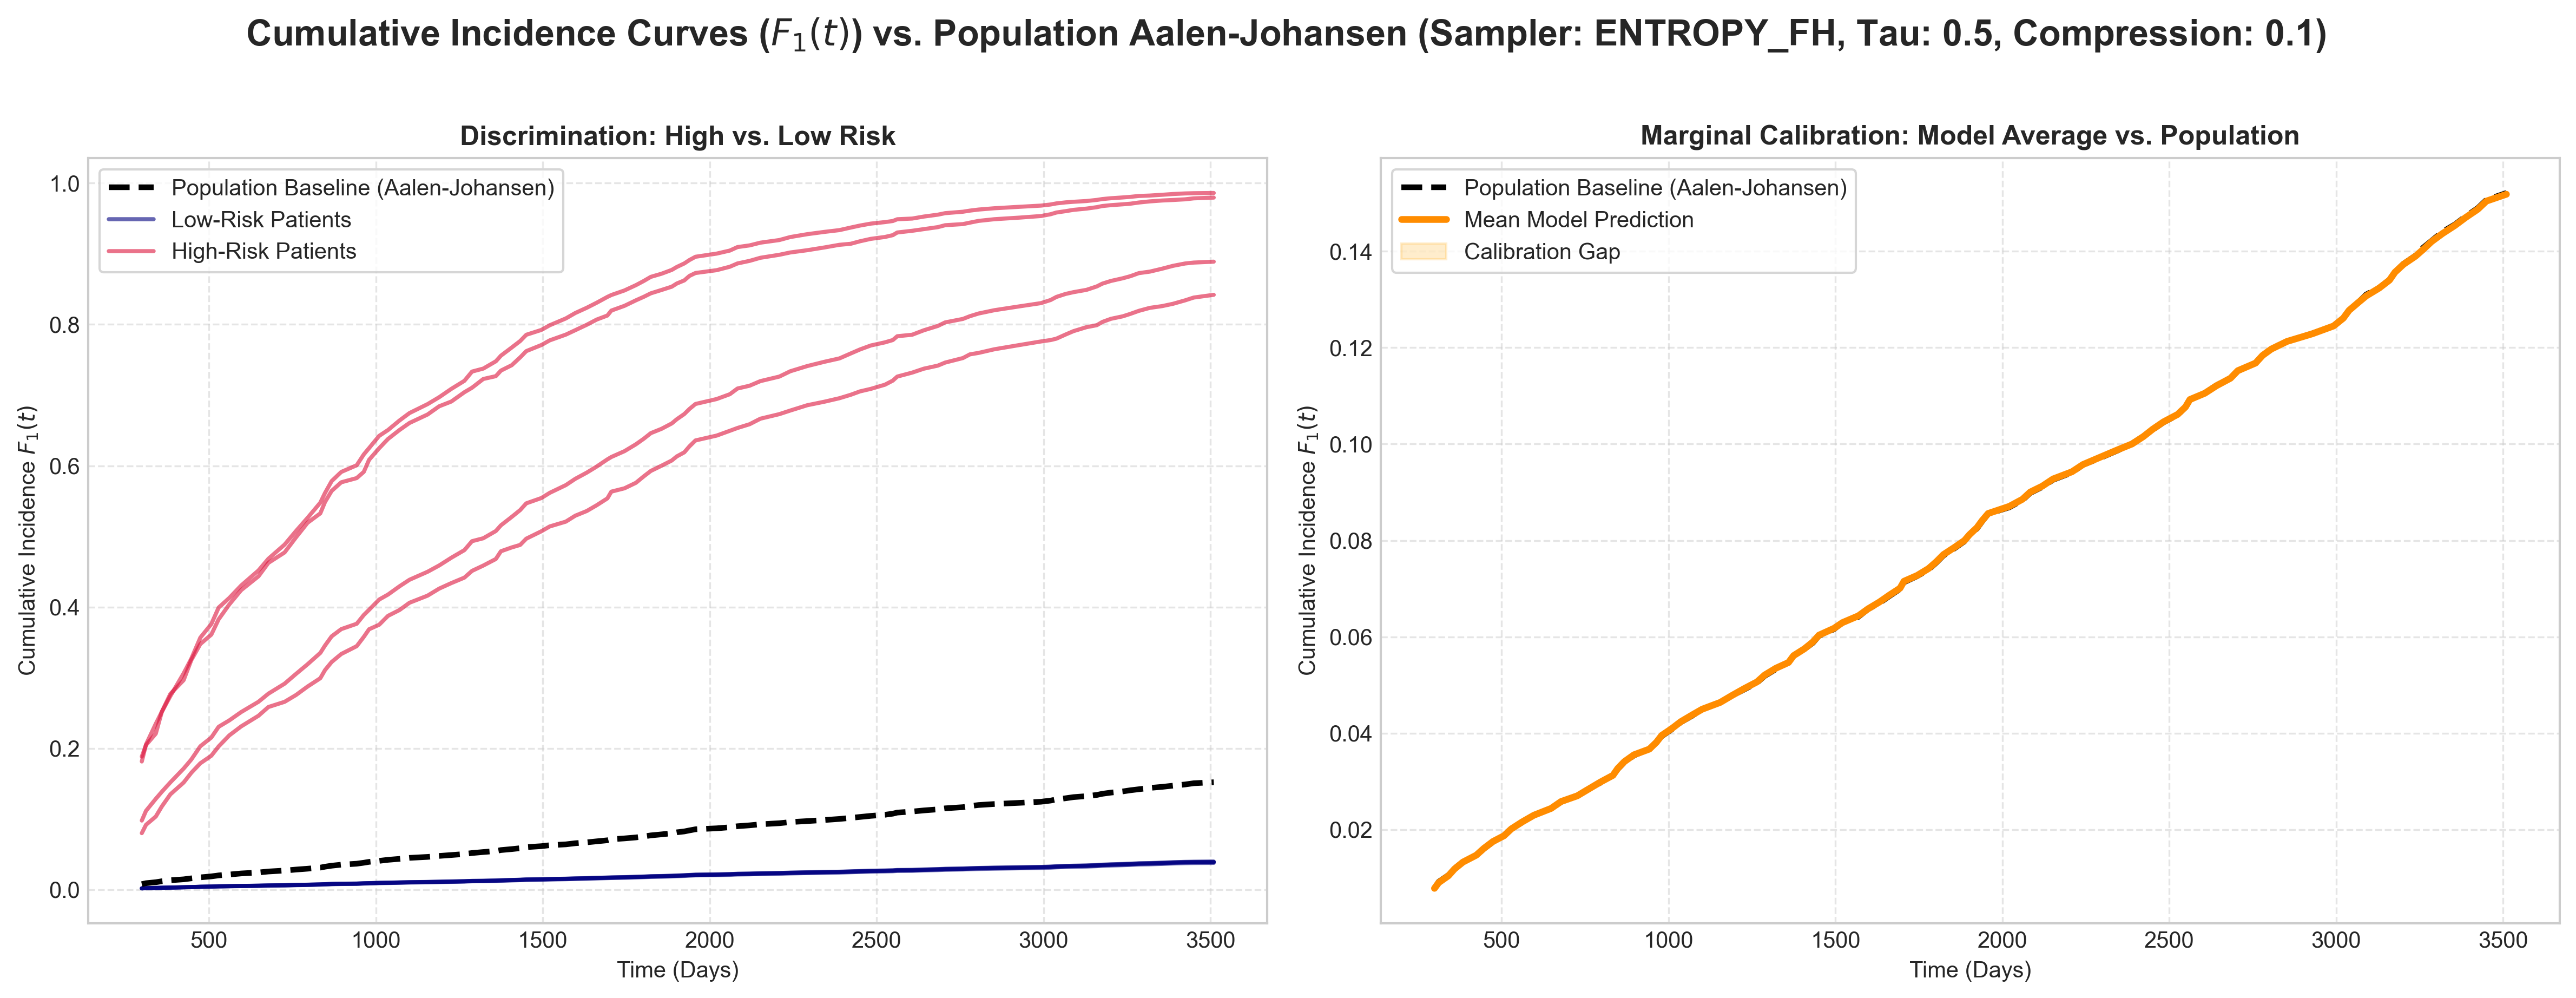 Cumulative Incidence Curves (F₁(t)) vs. Population Aalen-Johansen (Sampler: ENTROPY_FH, Tau: 0.5, Compression: 0.1)
Discrimination: High vs. Low Risk
Population Baseline (Aalen-Johansen)
Low-Risk Patients
High-Risk Patients
Cumulative Incidence F₁(t)
1.0
0.8
0.6
0.4
0.2
0.0
500 1000 1500 2000 2500 3000 3500
Time (Days)
Marginal Calibration: Model Average vs. Population
Population Baseline (Aalen-Johansen)
Mean Model Prediction
Calibration Gap
Cumulative Incidence F₁(t)
0.14
0.12
0.10
0.08
0.06
0.04
0.02
500 1000 1500 2000 2500 3000 3500
Time (Days)